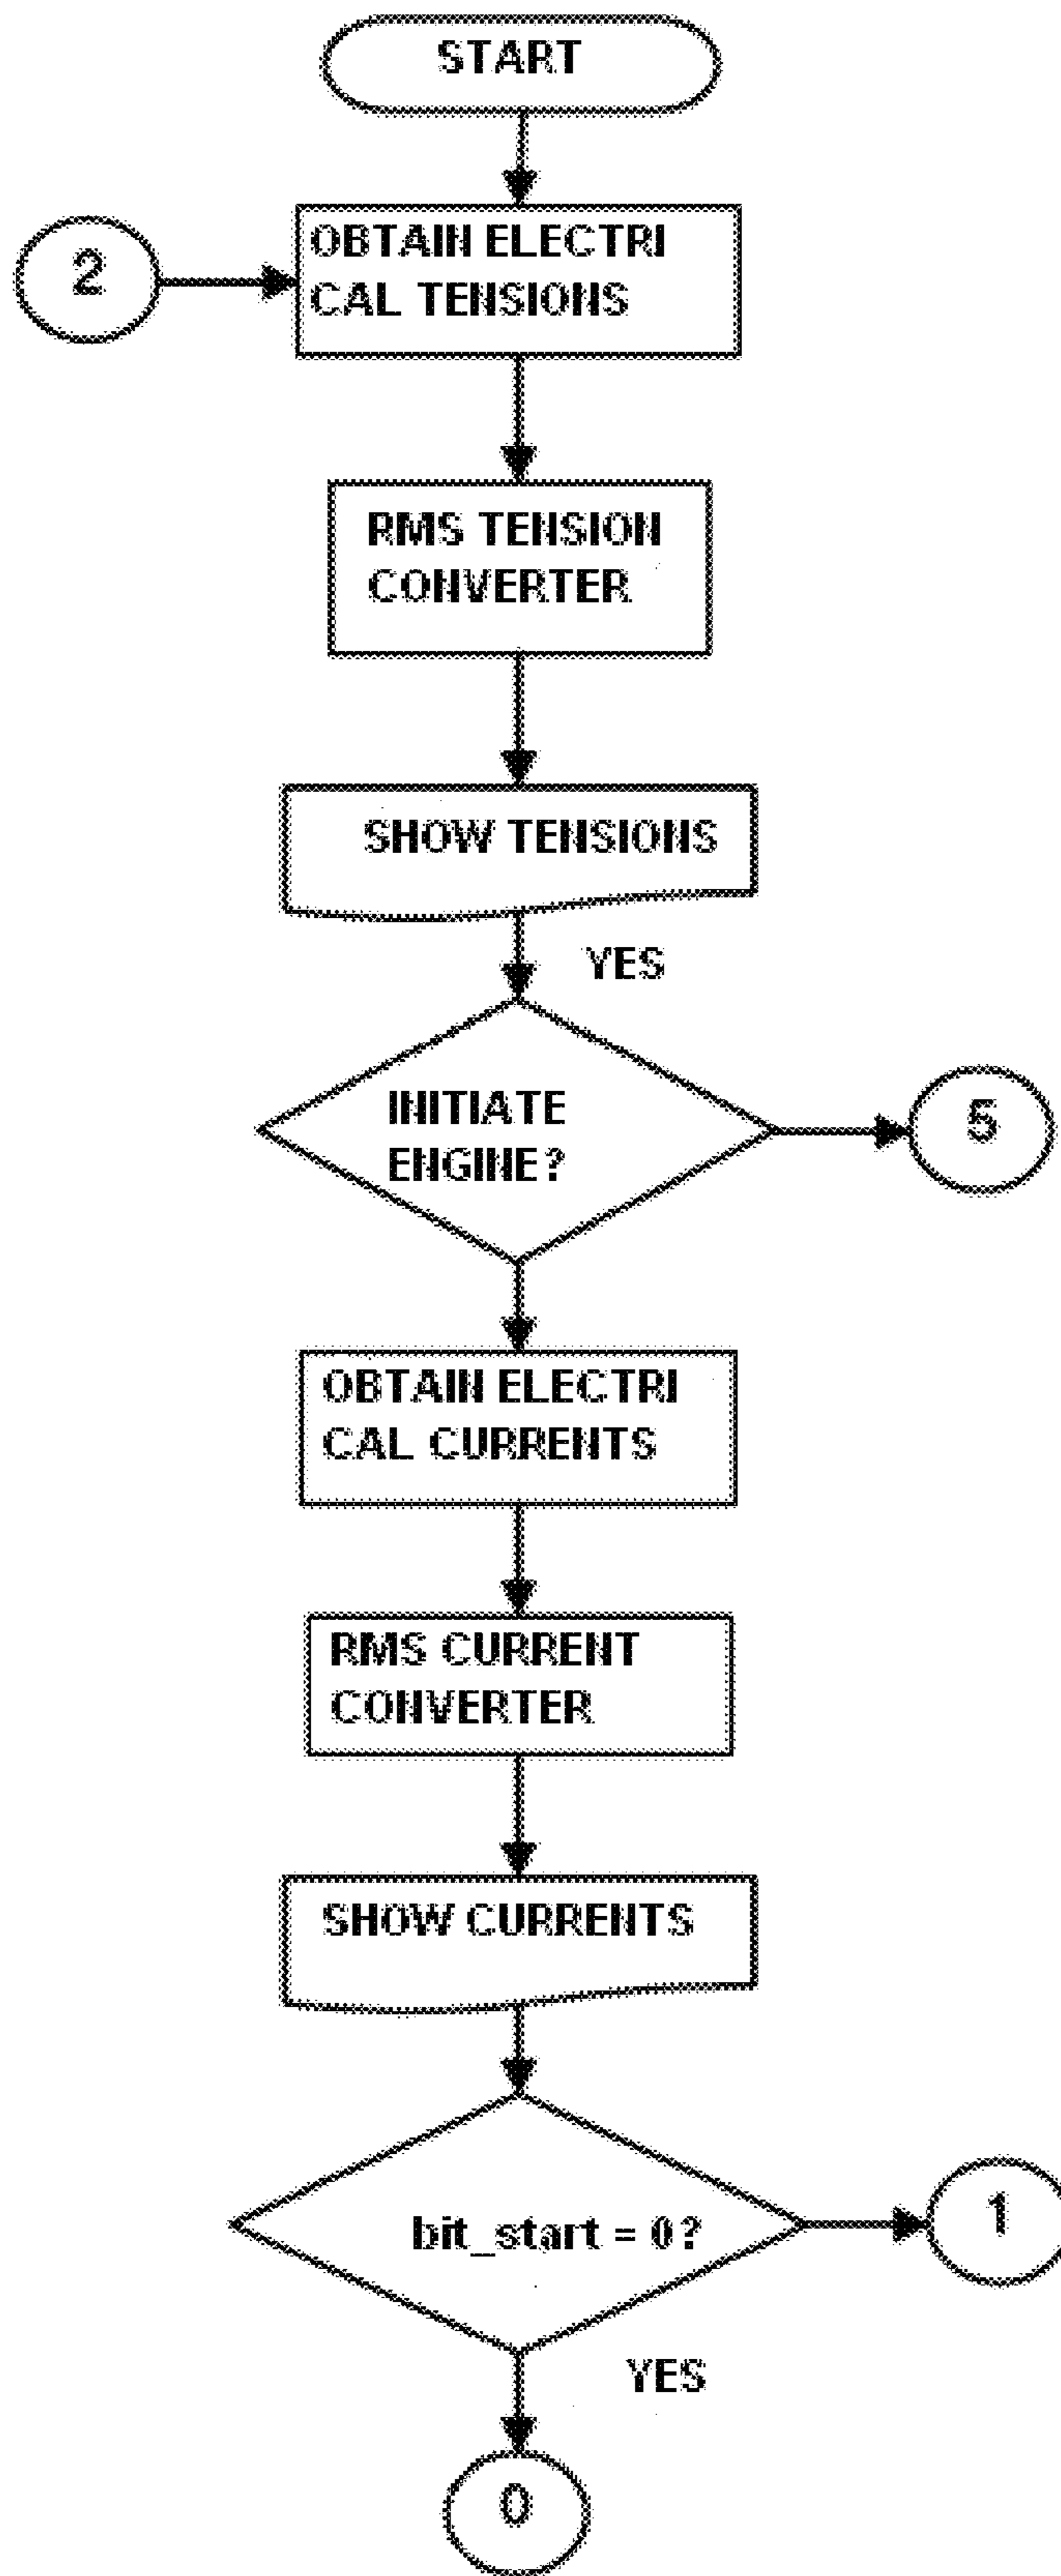 START
2
OBTAIN ELECTRI
CAL TENSIONS
RMS TENSION
CONVERTER
SHOW TENSIONS
YES
INITIATE
ENGINE?
5
OBTAIN ELECTRI
CAL CURRENTS
RMS CURRENT
CONVERTER
SHOW CURRENTS
bit_start = 0?
1
YES
0